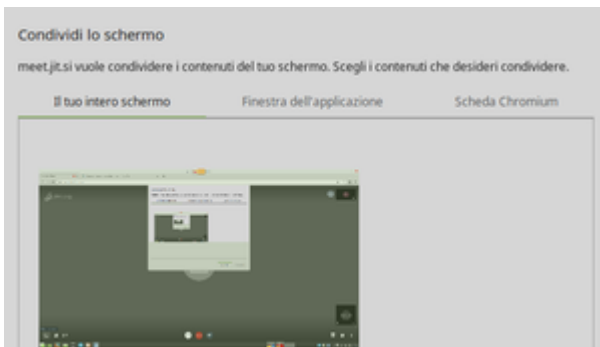 Condividi lo schermo
meet.jit.si vuole condividere i contenuti del tuo schermo. Scegli i contenuti che desideri condividere.
Il tuo intero schermo
Finestra dell'applicazione
Scheda Chromium